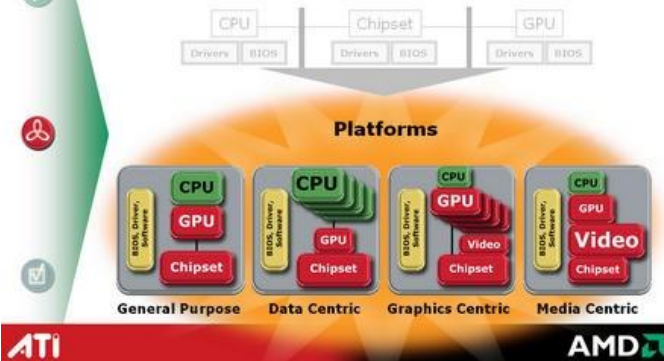 CPU Chipset GPU
Drivers BIOS Drivers BIOS Drivers BIOS
Platforms
BIOS, Driver,
Software
CPU
GPU
Chipset
General Purpose
BIOS, Driver,
Software
CPU
GPU
Chipset
Data Centric
BIOS, Driver,
Software
CPU
GPU
Video
Chipset
Graphics Centric
BIOS, Driver,
Software
CPU
GPU
Video
Chipset
Media Centric
ATI
AMD